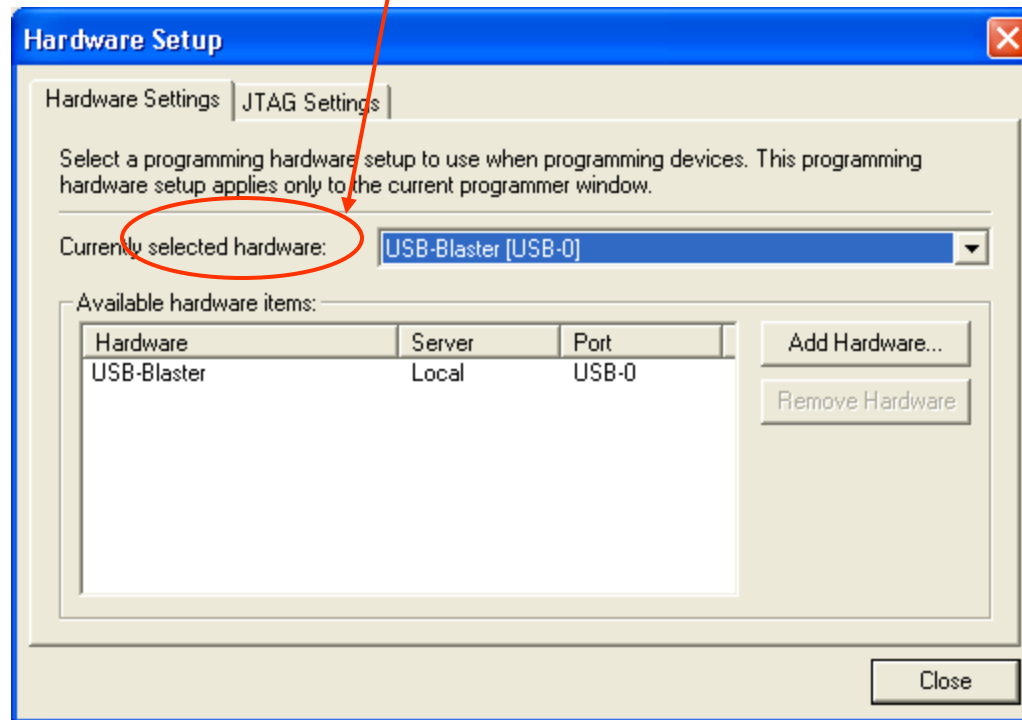 Hardware Setup
Hardware Settings JTAG Settings
Select a programming hardware setup to use when programming devices. This programming
hardware setup applies only to the current programmer window.
Currently selected hardware: USB-Blaster [USB-0]
Available hardware items:
Hardware Server Port Add Hardware...
USB-Blaster Local USB-0
Remove Hardware
Close